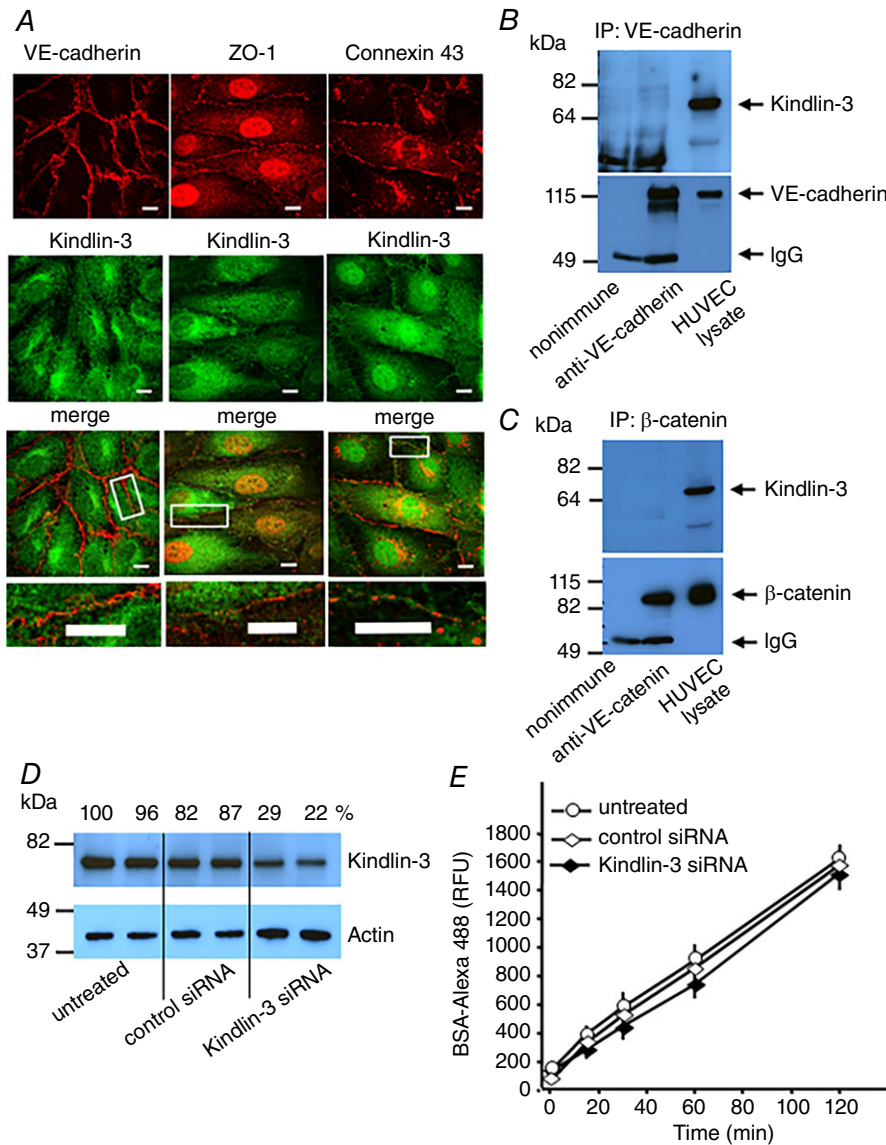 A
VE-cadherin
ZO-1
Connexin 43
Kindlin-3
Kindlin-3
Kindlin-3
merge
merge
merge
B
IP: VE-cadherin
kDa
82
64
Kindlin-3
115
VE-cadherin
49
IgG
nonimmune
anti-VE-cadherin
HUVEC
lysate
C
IP: β-catenin
kDa
82
64
Kindlin-3
115
82
β-catenin
49
IgG
nonimmune
anti-VE-catenin
HUVEC
lysate
D
kDa
100 96 82 87 29 22 %
82
Kindlin-3
49
37
Actin
untreated
control siRNA
Kindlin-3 siRNA
E
untreated
control siRNA
Kindlin-3 siRNA
BSA-Alexa 488 (RFU)
1800
1600
1400
1200
1000
800
600
400
200
0
0 20 40 60 80 100 120
Time (min)